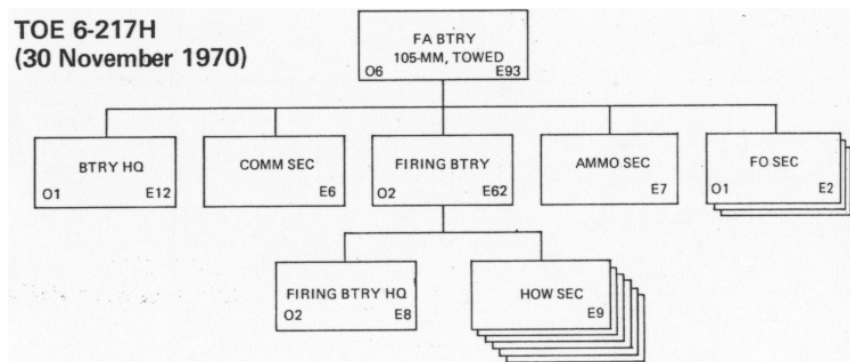 TOE 6-217H
(30 November 1970)
FA BTRY
105-MM, TOWED
O6 E93
BTRY HQ
O1 E12
COMM SEC
E6
FIRING BTRY
O2 E62
AMMO SEC
E7
FO SEC
O1 E2
FIRING BTRY HQ
O2 E8
HOW SEC
E9